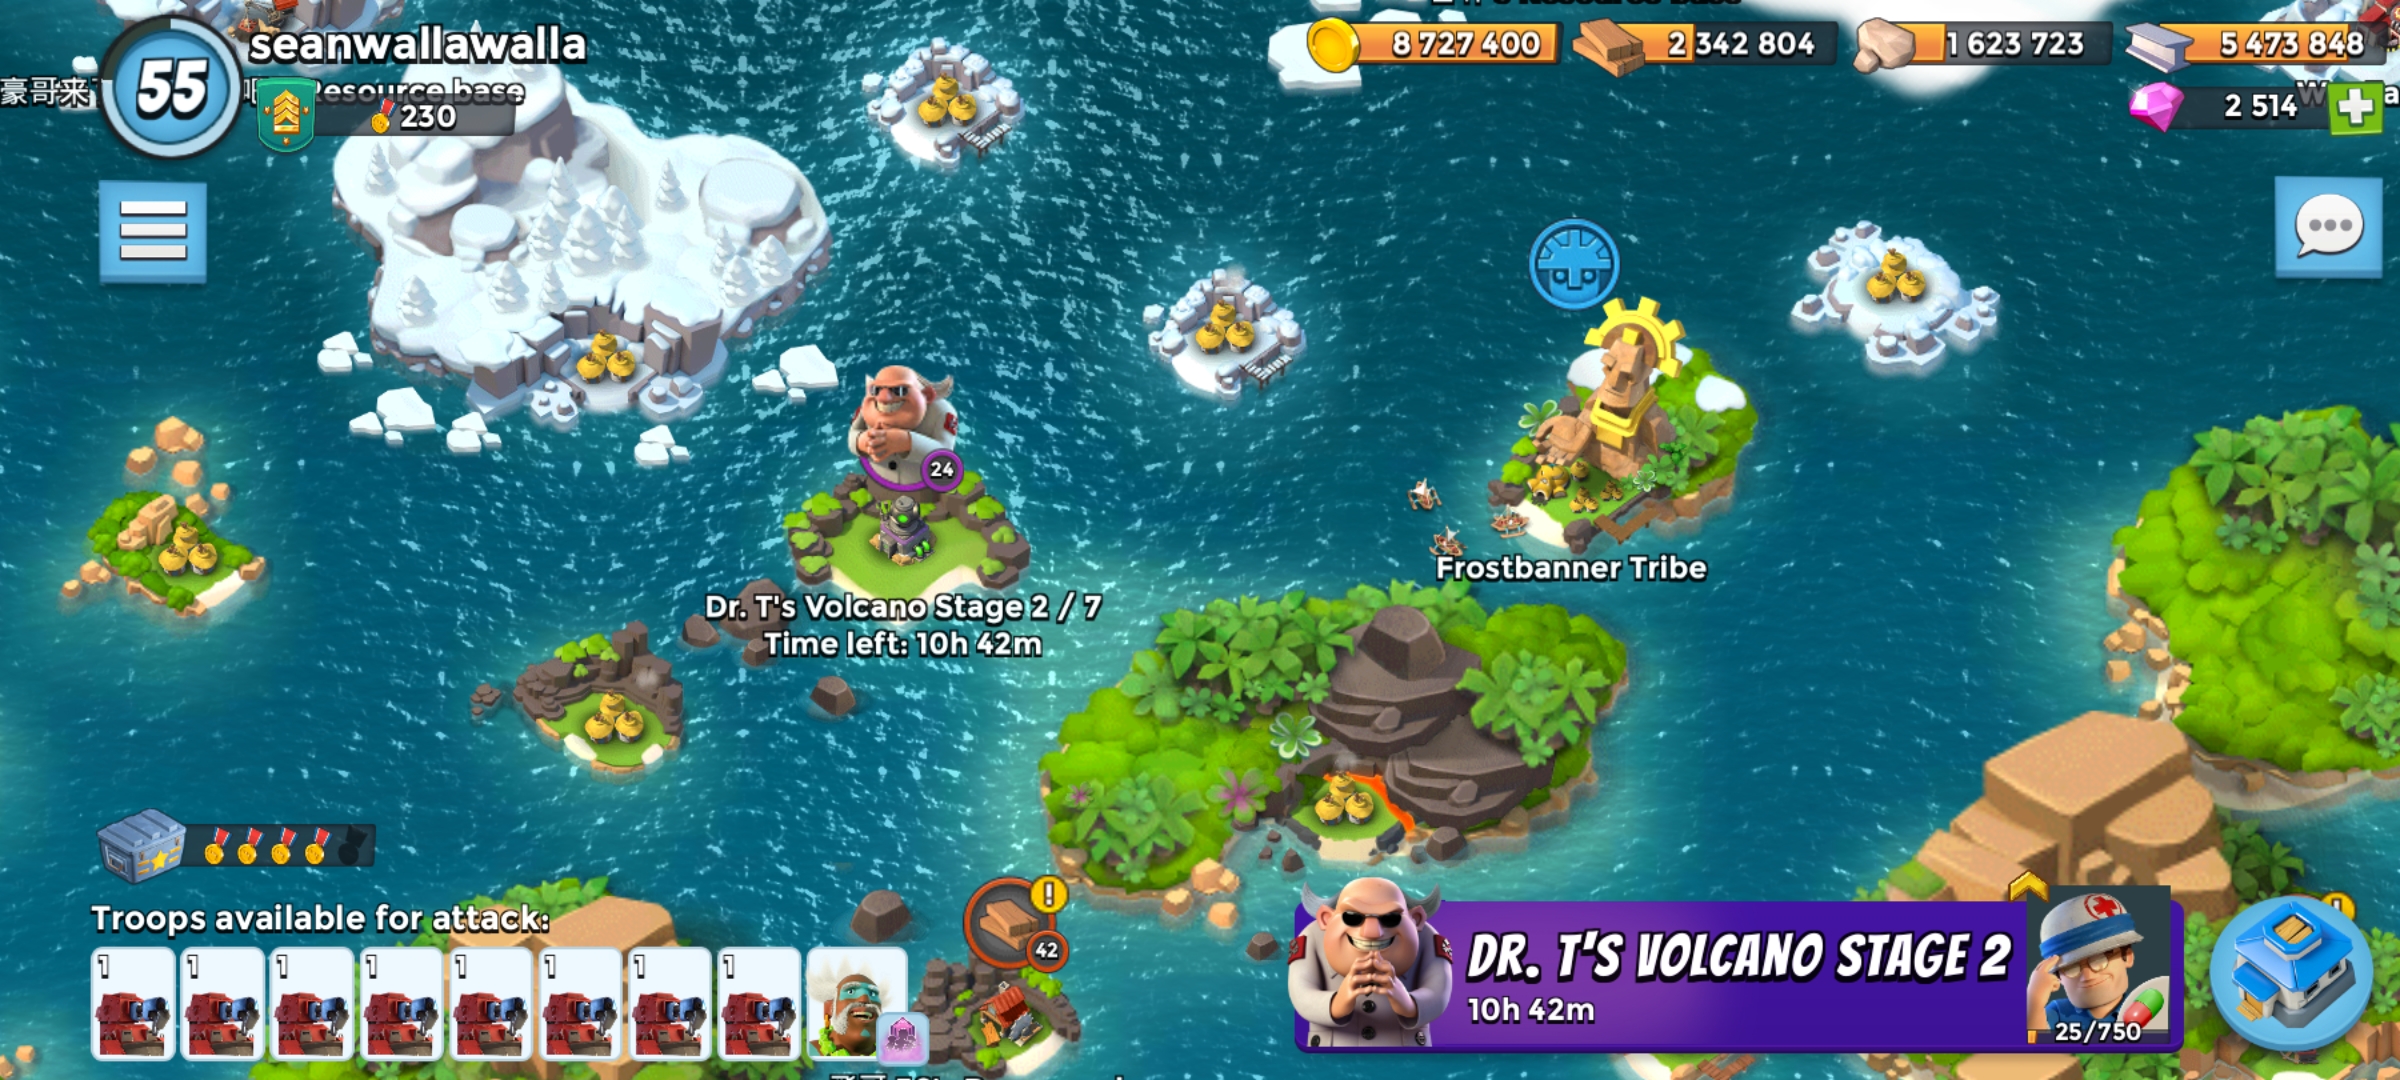 seanwallawalla
55
豪哥来
Resource base
230
8 727 400
2 342 804
1 623 723
5 473 848
2 514
24
Dr. T's Volcano Stage 2 / 7
Time left: 10h 42m
Frostbanner Tribe
Troops available for attack:
1 1 1 1 1 1 1 1
42
DR. T'S VOLCANO STAGE 2
10h 42m
25/750